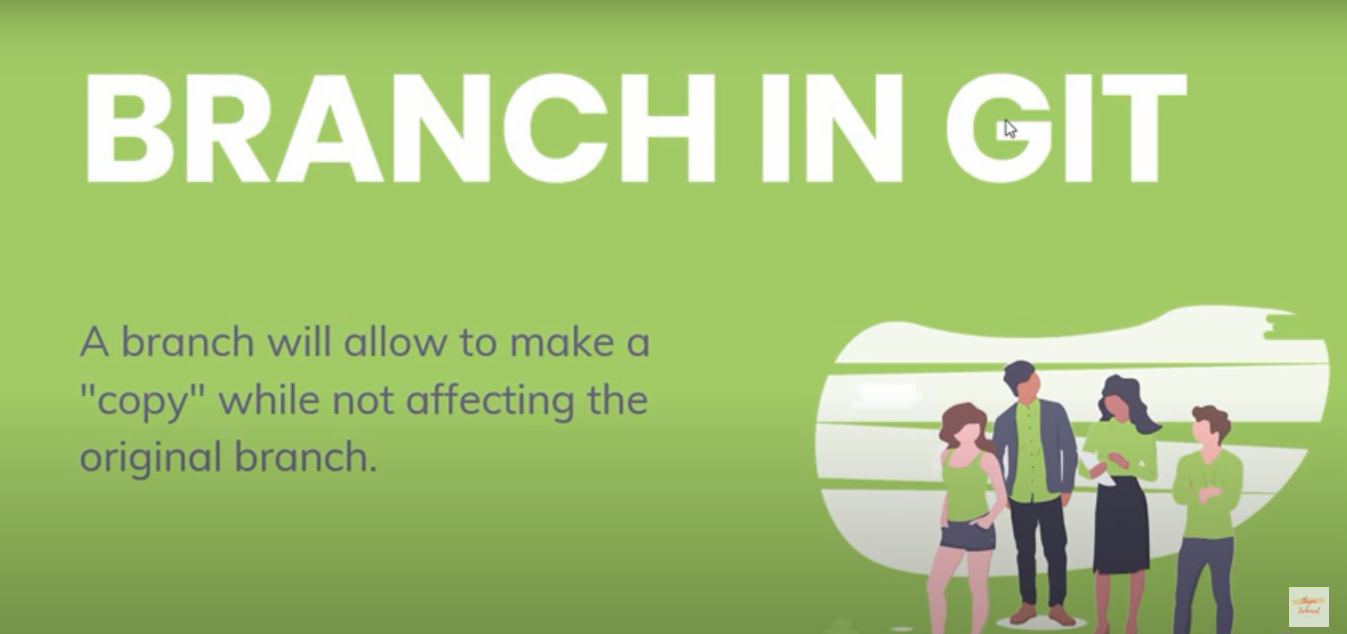 BRANCH IN GIT
A branch will allow to make a
"copy" while not affecting the
original branch.